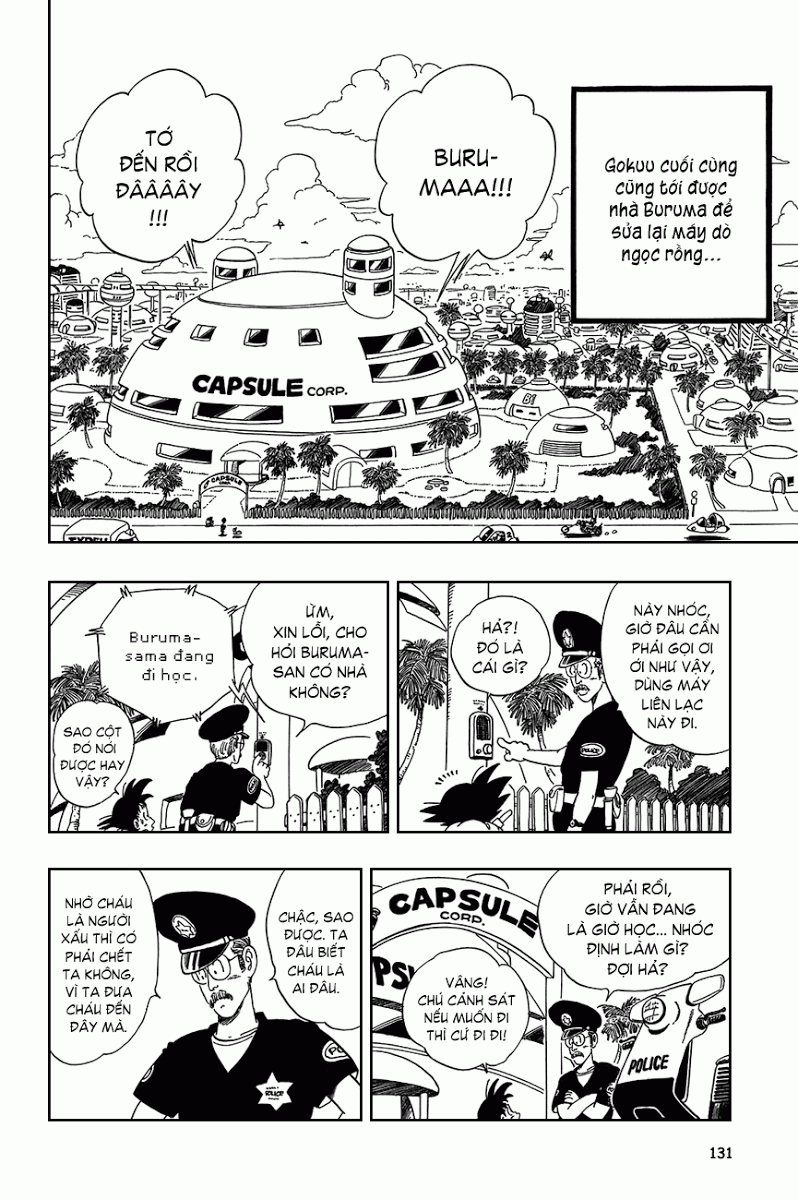 Gokuu cuối cùng
cũng tới được
nhà Buruma để
sửa lại máy dò
ngọc rồng...
BURU-
MAAA!!!
TỚ
ĐẾN RỒI
ĐÂÂÂÂY
!!!
CAPSULE CORP.
CAPSULE
NÀY NHÓC,
GIỜ ĐÂU CẦN
PHẢI GỌI ƠI
ỚI NHƯ VẬY,
DÙNG MÁY
LIÊN LẠC
NÀY ĐI.
HẢ?!
ĐÓ LÀ
CÁI GÌ?
POLICE
ỪM,
XIN LỖI, CHO
HỎI BURUMA-
SAN CÓ NHÀ
KHÔNG?
Buruma-
sama đang
đi học.
SAO CỘT
ĐÓ NÓI
ĐƯỢC HAY
VẬY?
PHẢI RỒI,
GIỜ VẪN ĐANG
LÀ GIỜ HỌC... NHÓC
ĐỊNH LÀM GÌ?
ĐỢI HẢ?
CAPSULE
CORP.
VÂNG!
CHÚ CẢNH SÁT
NẾU MUỐN ĐI
THÌ CỨ ĐI ĐI!
POLICE
CHẬC, SAO
ĐƯỢC. TA
ĐÂU BIẾT
CHÁU LÀ
AI ĐÂU.
NHỠ CHÁU
LÀ NGƯỜI
XẤU THÌ CÓ
PHẢI CHẾT
TA KHÔNG,
VÌ TA ĐƯA
CHÁU ĐẾN
ĐÂY MÀ.
POLICE
131